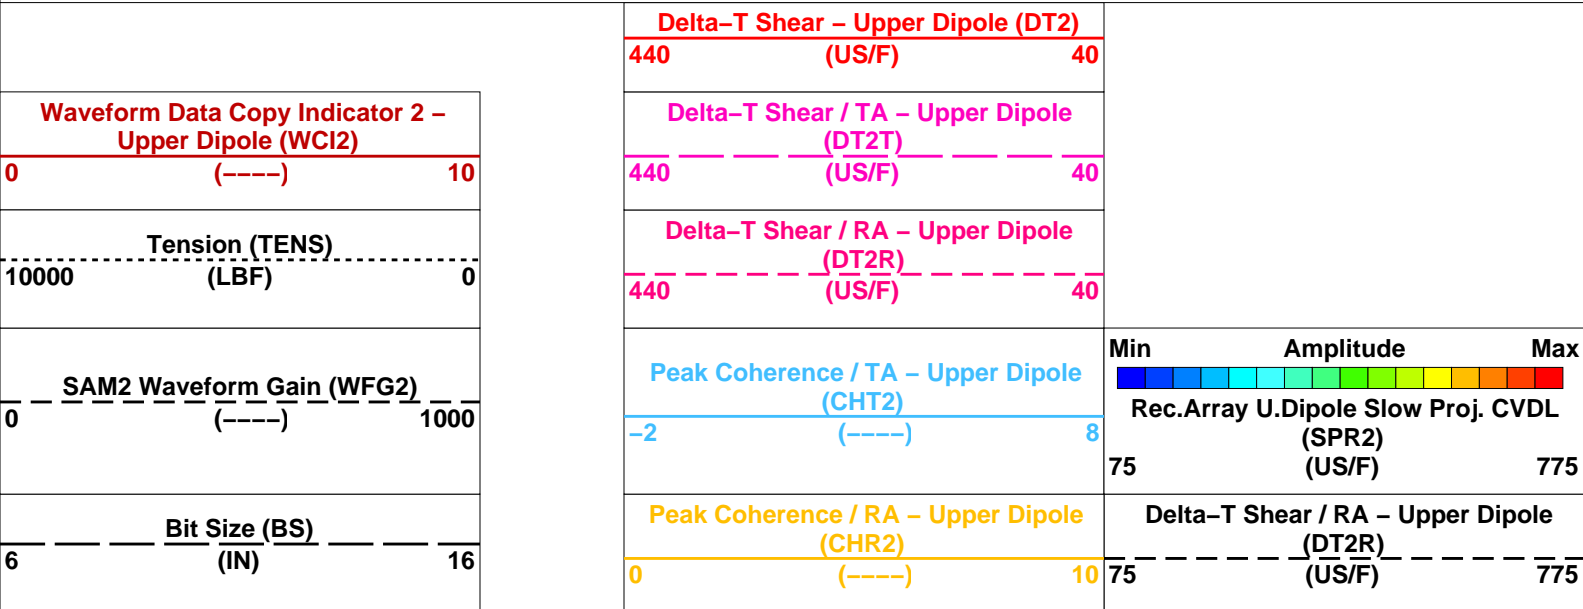 Delta−T Shear − Upper Dipole (DT2)
440 (US/F) 40
Waveform Data Copy Indicator 2 −
Upper Dipole (WCI2)
0 (−−−−) 10
Delta−T Shear / TA − Upper Dipole
(DT2T)
440 (US/F) 40
Tension (TENS)
10000 (LBF) 0
Delta−T Shear / RA − Upper Dipole
(DT2R)
440 (US/F) 40
SAM2 Waveform Gain (WFG2)
0 (−−−−) 1000
Peak Coherence / TA − Upper Dipole
(CHT2)
−2 (−−−−) 8
Min Amplitude Max
Rec.Array U.Dipole Slow Proj. CVDL
(SPR2)
75 (US/F) 775
Bit Size (BS)
6 (IN) 16
Peak Coherence / RA − Upper Dipole
(CHR2)
0 (−−−−) 10
Delta−T Shear / RA − Upper Dipole
(DT2R)
75 (US/F) 775